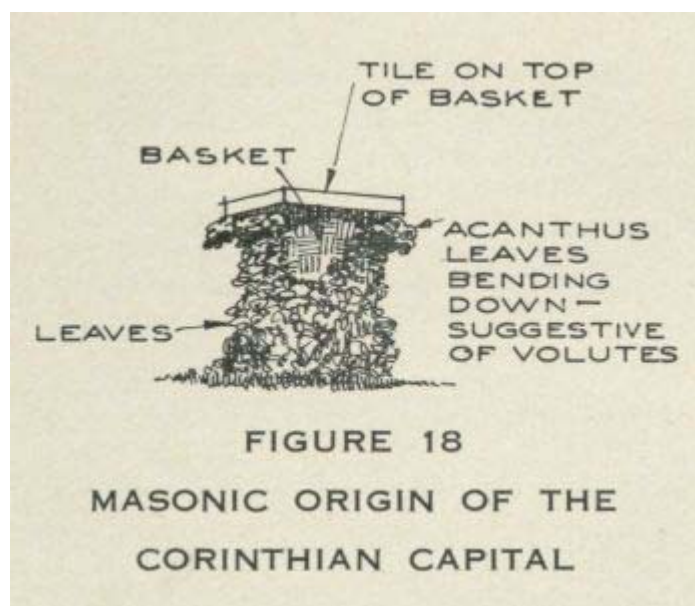 TILE ON TOP
OF BASKET
BASKET
ACANTHUS
LEAVES
BENDING
DOWN—
SUGGESTIVE
OF VOLUTES
LEAVES
FIGURE 18
MASONIC ORIGIN OF THE
CORINTHIAN CAPITAL